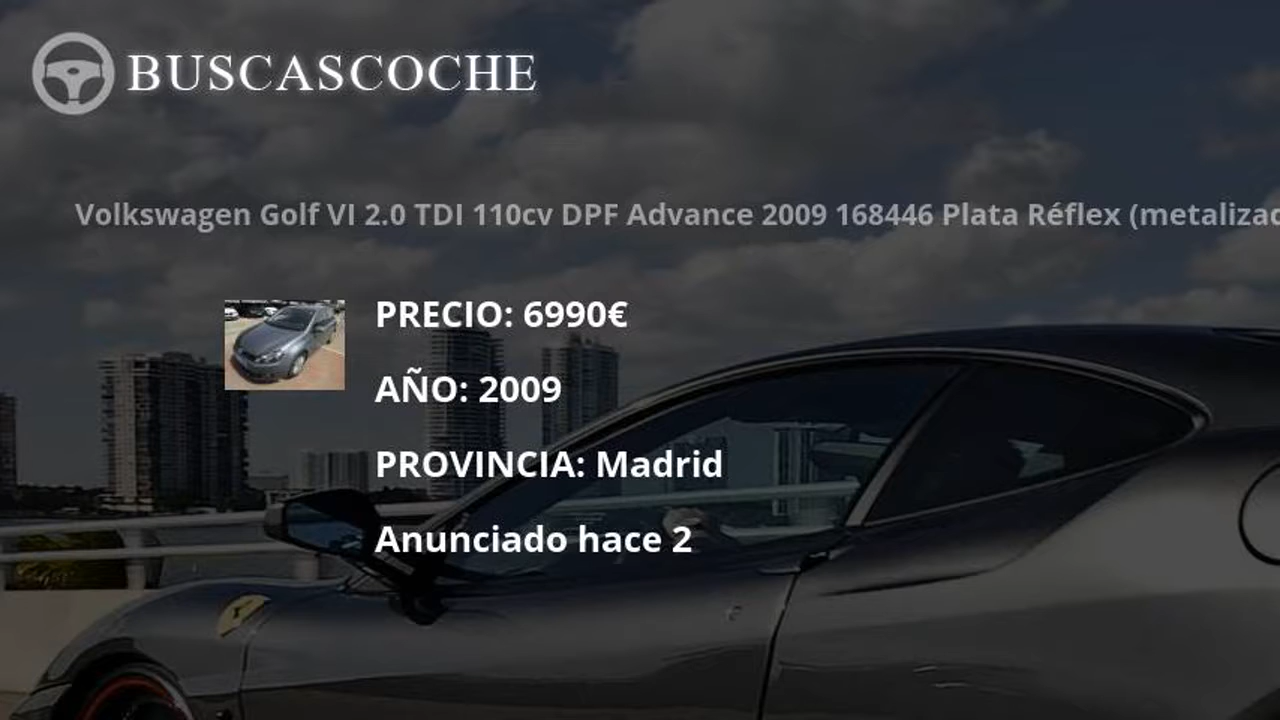 BUSCASCOCHE
Volkswagen Golf VI 2.0 TDI 110cv DPF Advance 2009 168446 Plata Réflex (metalizad
PRECIO: 6990€
AÑO: 2009
PROVINCIA: Madrid
Anunciado hace 2